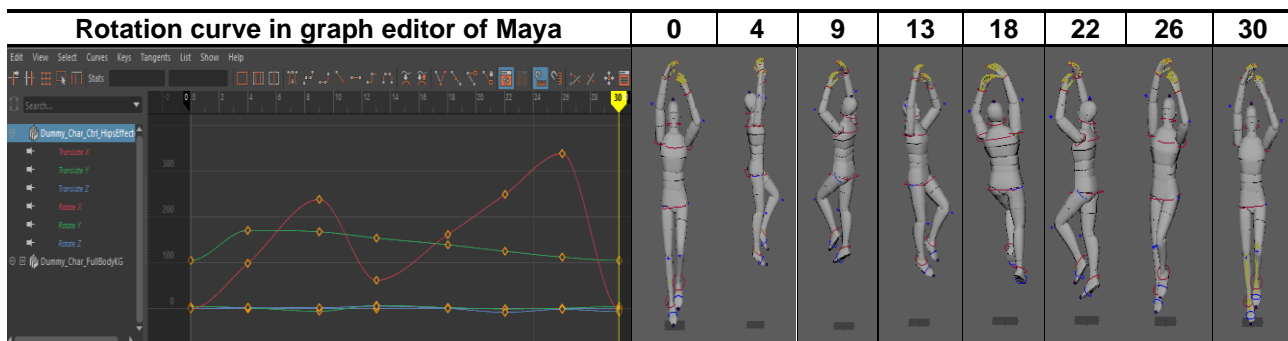 Rotation curve in graph editor of Maya 0 4 9 13 18 22 26 30
Edit View Select Curves Keys Tangents List Show Help
Stats
Search...
-2 0 2 4 6 8 10 12 14 16 18 20 22 24 26 28 30
Dummy_Char_Ctrl_HipsEffect
Translate X
Translate Y
Translate Z
Rotate X
Rotate Y
Rotate Z
Dummy_Char_FullBodyKG
300
200
100
0